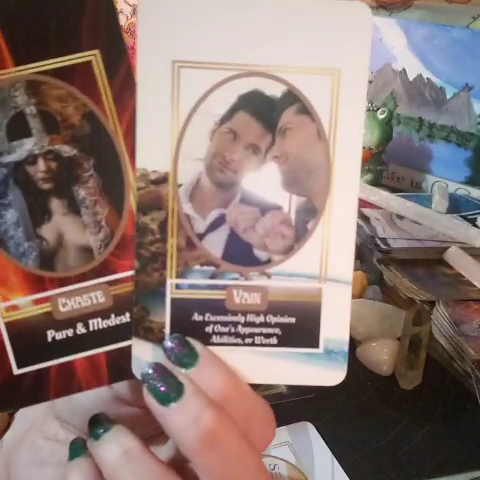 CHASTE
Pure & Modest
VAIN
An Excessively High Opinion
of One's Appearance,
Abilities, or Worth